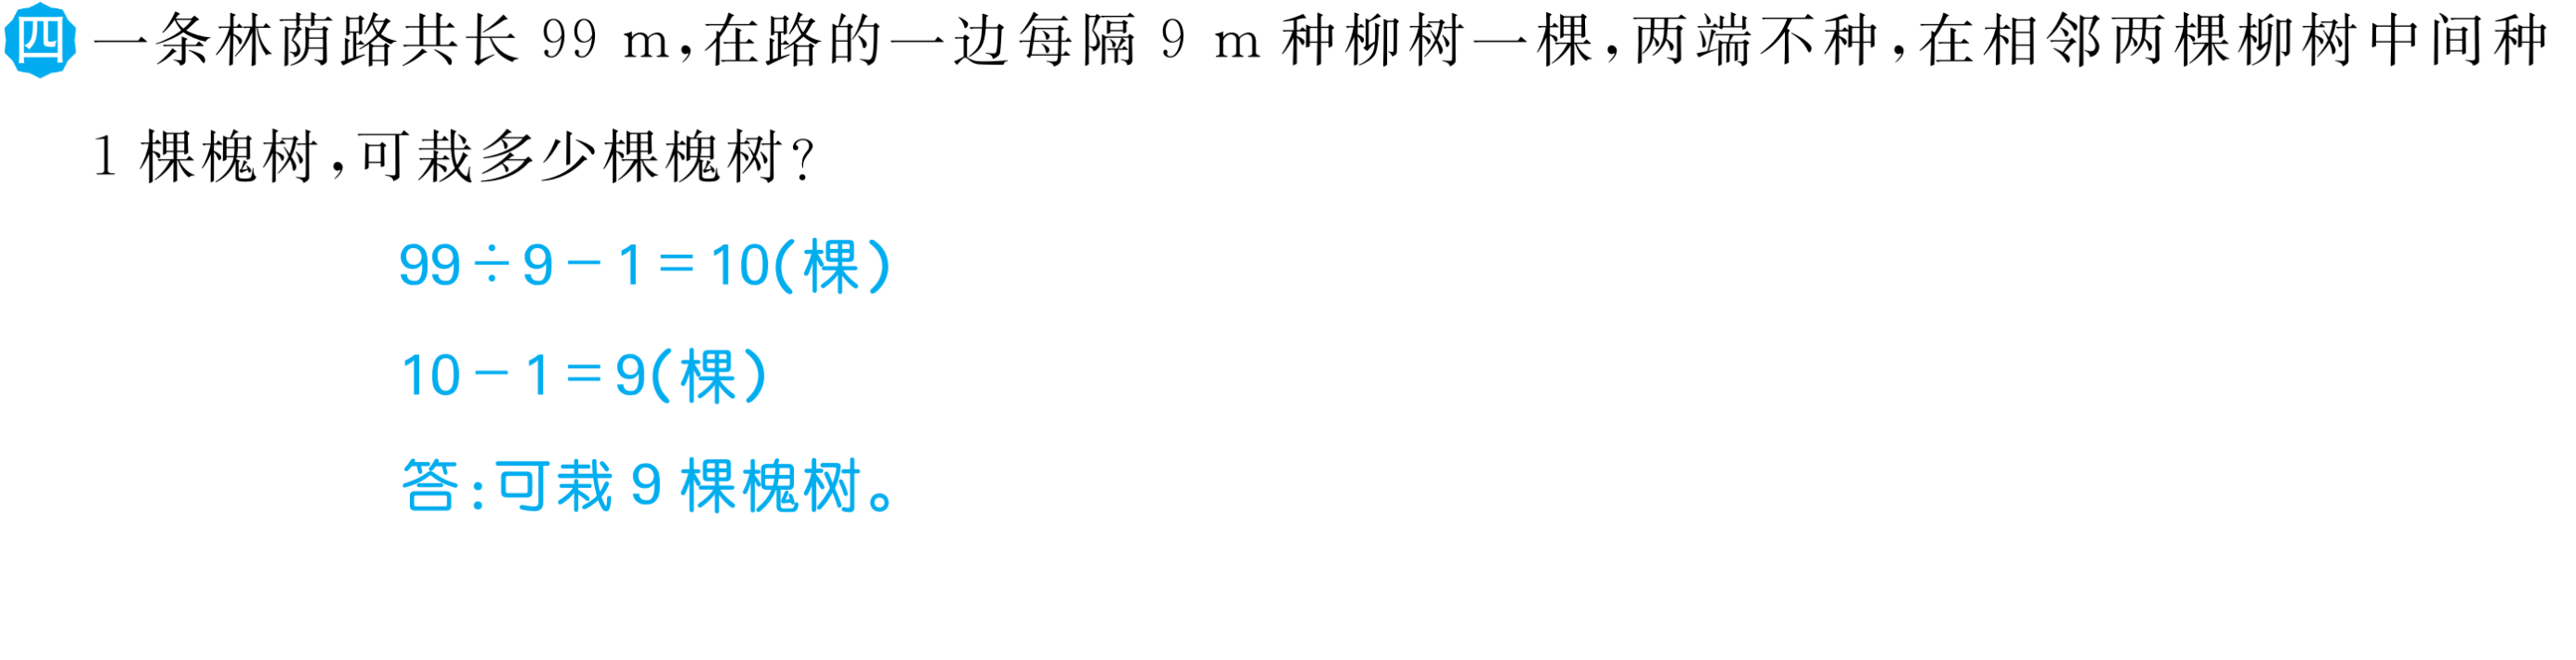 四 一条林荫路共长 99 m,在路的一边每隔 9 m 种柳树一棵,两端不种,在相邻两棵柳树中间种
1 棵槐树,可栽多少棵槐树?
99÷9-1=10(棵)
10-1=9(棵)
答:可栽 9 棵槐树。